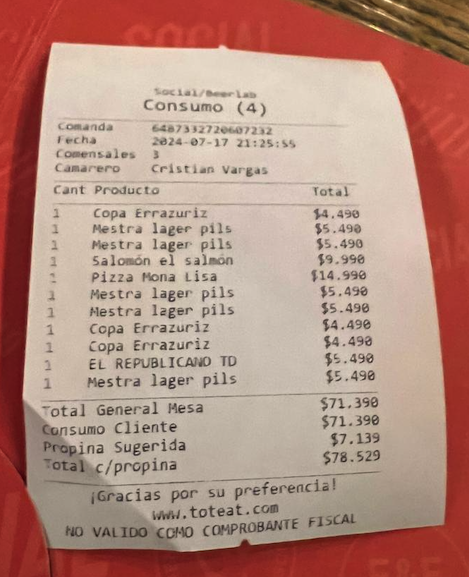 Social/Beerlab
Consumo (4)
Comanda 6487332720607232
Fecha 2024-07-17 21:25:55
Comensales 3
Camarero Cristian Vargas
Cant Producto Total
1 Copa Errazuriz $4.490
1 Mestra lager pils $5.490
1 Mestra lager pils $5.490
1 Salomón el salmón $9.990
1 Pizza Mona Lisa $14.990
1 Mestra lager pils $5.490
1 Mestra lager pils $5.490
1 Copa Errazuriz $4.490
1 Copa Errazuriz $4.490
1 EL REPUBLICANO TD $5.490
1 Mestra lager pils $5.490
Total General Mesa $71.390
Consumo Cliente $71.390
Propina Sugerida $7.139
Total c/propina $78.529
¡Gracias por su preferencia!
www.toteat.com
NO VALIDO COMO COMPROBANTE FISCAL